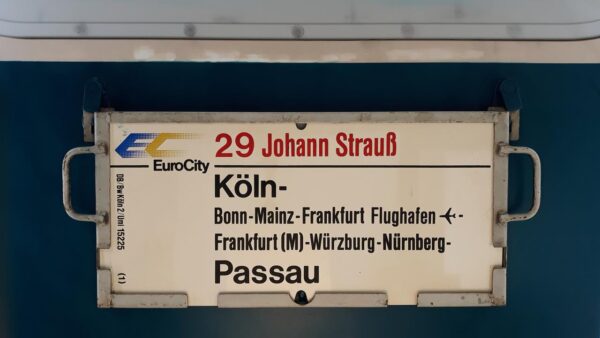 EC
EuroCity
29 Johann Strauß
Köln-
Bonn-Mainz-Frankfurt Flughafen ✈-
Frankfurt (M)-Würzburg-Nürnberg-
Passau
DB/Bw Köln 2/Uml 15225 (1)